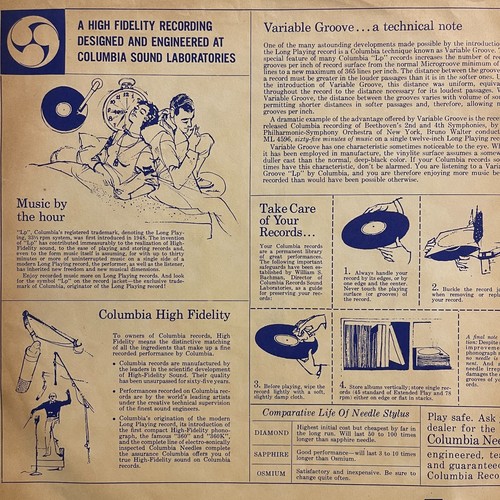 A HIGH FIDELITY RECORDING
DESIGNED AND ENGINEERED AT
COLUMBIA SOUND LABORATORIES
Music by
the hour
"Lp", Columbia's registered trademark, denoting the Long Play-
ing, 33⅓ rpm system, was first introduced in 1948. The invention
of "Lp" has contributed immeasurably to the realization of High-
Fidelity sound, to the ease of playing and storing records and,
even to the form music itself is assuming, for with up to thirty
minutes or more of uninterrupted music on a single side of a
modern Long Playing record, the performer, as well as the listener
has inherited new freedom and new musical dimensions.
Enjoy recorded music more on Long Playing records. And look
for the symbol "Lp" on the record jacket—the exclusive trade-
mark of Columbia, originator of the Long Playing record!
Columbia High Fidelity
To owners of Columbia records, High
Fidelity means the distinctive matching
of all the ingredients that make up a fine
recorded performance by Columbia.
Columbia records are manufactured by
the leaders in the scientific development
of High-Fidelity Sound. Their quality
has been unsurpassed for sixty-five years.
Performances recorded on Columbia rec-
ords are by the world's leading artists
under the creative technical supervision
of the finest sound engineers.
Columbia's origination of the modern
Long Playing record, its introduction of
the first compact High-Fidelity phono-
graph, the famous "360" and "360K",
and the complete line of electro-sonically
inspected Columbia Needles complete
the assurance Columbia offers you of
true High-Fidelity sound on Columbia
records.
Variable Groove...a technical note
One of the many astounding developments made possible by the introductio
the Long Playing record is a Columbia technique known as Variable Groove. T
special feature of many Columbia "Lp" records increases the number of rec
grooves per inch of record surface from the normal Microgroove minimum of
lines to a new maximum of 365 lines per inch. The distance between the groove
a record must be greater in the louder passages than it is in the softer ones. B
the introduction of Variable Groove, this distance was uniform, equiva
throughout the record to the distance necessary for its loudest passages. W
Variable Groove, the distance between the grooves varies with volume of sou
permitting shorter distances in softer passages and, therefore, allowing m
grooves per inch.
A dramatic example of the advantage offered by Variable Groove is the recen
released Columbia recording of Beethoven's 2nd and 4th Symphonies, by
Philharmonic-Symphony Orchestra of New York, Bruno Walter conducti
ML 4596, sixty-five minutes of music on a single twelve-inch Long Playing reco
Variable Groove has one characteristic sometimes noticeable to the eye. Wh
it has been employed in manufacture, the vinylite surface assumes a somew
duller cast than the normal, deep-black color. If your Columbia records so
times have this characteristic, don't be alarmed. You are listening to a Varia
Groove "Lp" by Columbia, and you are therefore enjoying more music be
recorded than would have been possible otherwise.
Take Care
of Your
Records...
Your Columbia records
are a permanent library
of great performances.
The following important
safeguards have been es-
tablished by William S.
Bachman, Director of
Columbia Records Sound
Laboratories, as a guide
for preserving your rec-
ords:
1. Always handle your
record by its edges, or by
one edge and the center.
Never touch the playing
surface (or grooves) of
the record.
2. Buckle the record ja
when removing or repla
your record.
3. Before playing, wipe the
record lightly with a soft,
slightly damp cloth.
4. Store albums vertically; store single rec-
ords (45 standard of Extended Play and 78
rpm) either on edge or flat in stacks.
A final note
ties: Despite
Comparative Life Of Needle Stylus
DIAMOND
Highest initial cost but cheapest by far in
the long run. Will last 50 to 100 times
longer than sapphire needle.
SAPPHIRE
Good performance—will last 3 to 10 times
longer than Osmium.
OSMIUM
Satisfactory and inexpensive. Be sure to
change quite often.
Play safe. Ask
dealer for the
Columbia Nee
engineered, te
and guarantee
Columbia Reco